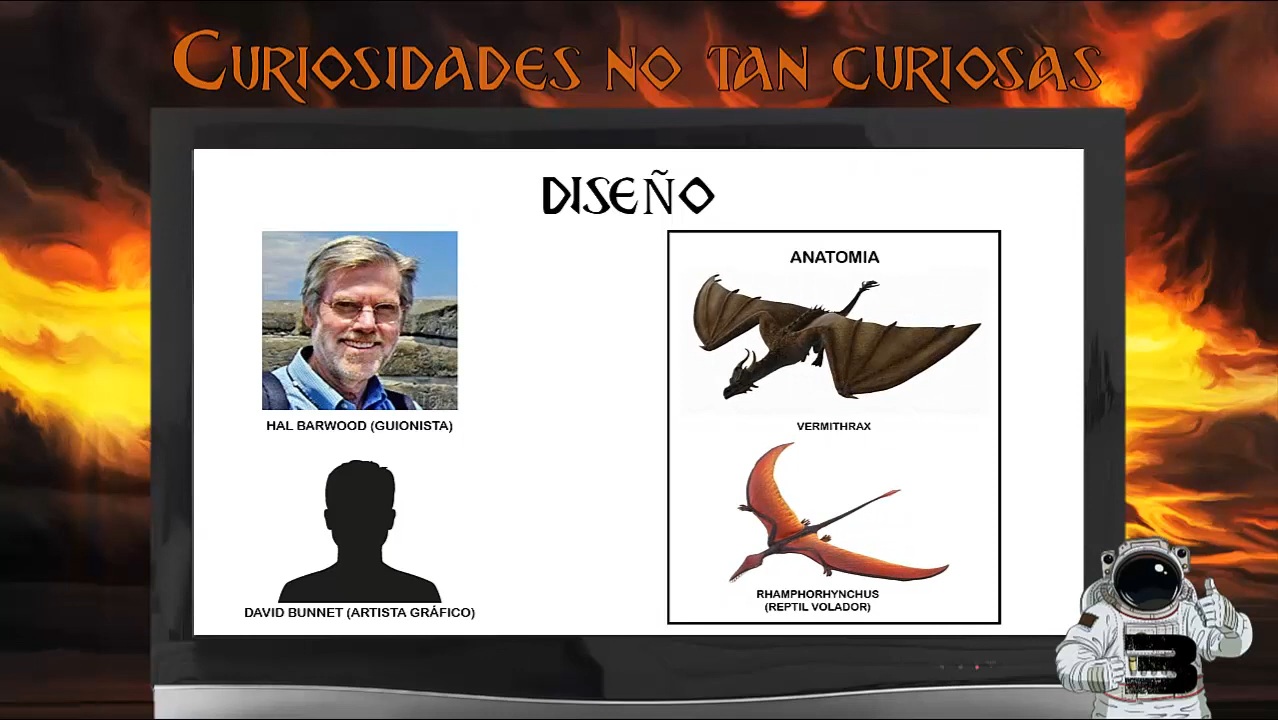 CURIOSIDADES NO TAN CURIOSAS
DISEÑO
HAL BARWOOD (GUIONISTA)
DAVID BUNNET (ARTISTA GRÁFICO)
ANATOMIA
VERMITHRAX
RHAMPHORHYNCHUS
(REPTIL VOLADOR)
B